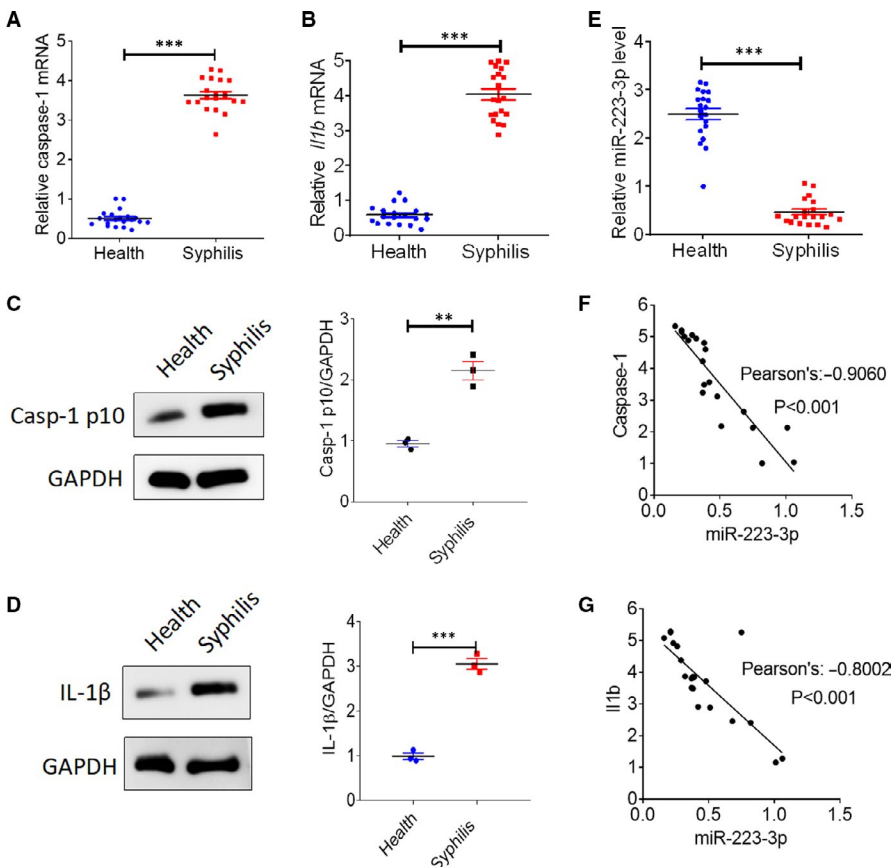 A
Relative caspase-1 mRNA
5
4
3
2
1
0
***
Health
Syphilis
B
Relative Il1b mRNA
5
4
3
2
1
0
***
Health
Syphilis
E
Relative miR-223-3p level
4
3
2
1
0
***
Health
Syphilis
C
Health
Syphilis
Casp-1 p10
GAPDH
Casp-1 p10/GAPDH
3
2
1
0
**
Health
Syphilis
F
Caspase-1
6
5
4
3
2
1
0
Pearson's:–0.9060
P<0.001
0.0 0.5 1.0 1.5
miR-223-3p
D
Health
Syphilis
IL-1β
GAPDH
IL-1β/GAPDH
4
3
2
1
0
***
Health
Syphilis
G
Il1b
6
5
4
3
2
1
0
Pearson's: –0.8002
P<0.001
0.0 0.5 1.0 1.5
miR-223-3p